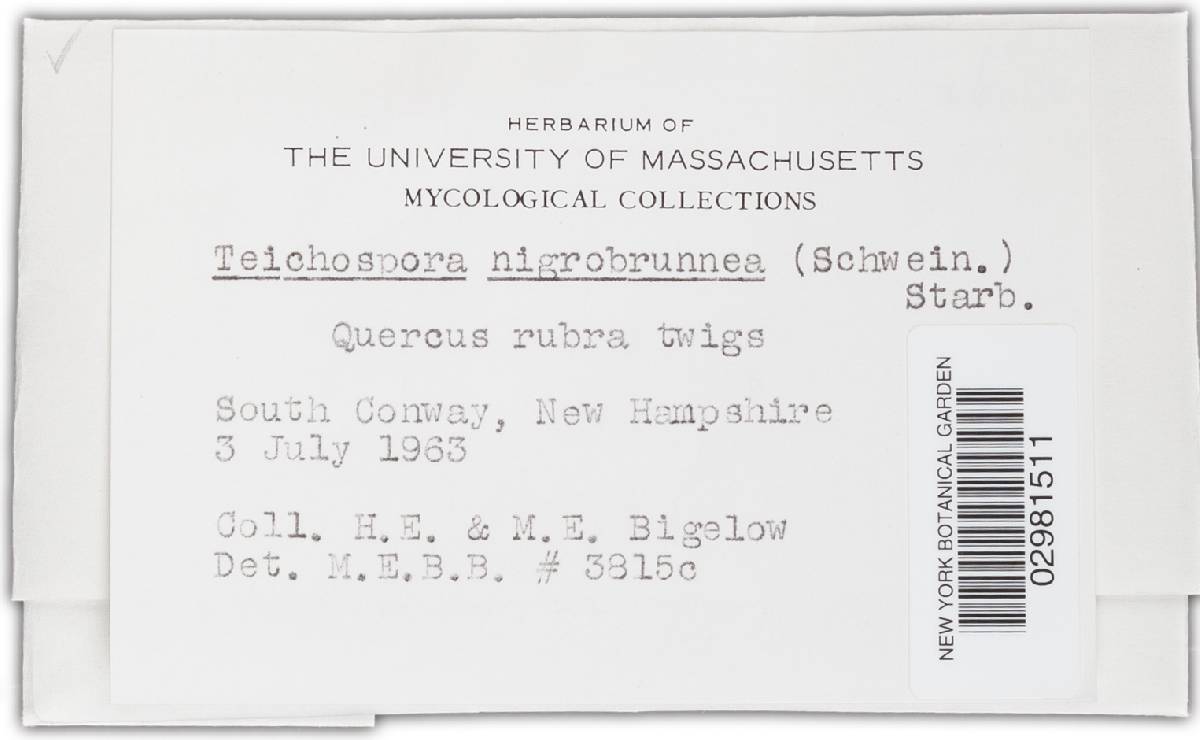 HERBARIUM OF
THE UNIVERSITY OF MASSACHUSETTS
MYCOLOGICAL COLLECTIONS
Teichospora nigrobrunnea (Schwein.)
Starb.
Quercus rubra twigs
South Conway, New Hampshire
3 July 1963
Coll. H.E. & M.E. Bigelow
Det. M.E.B.B. # 3815c
NEW YORK BOTANICAL GARDEN
02981511